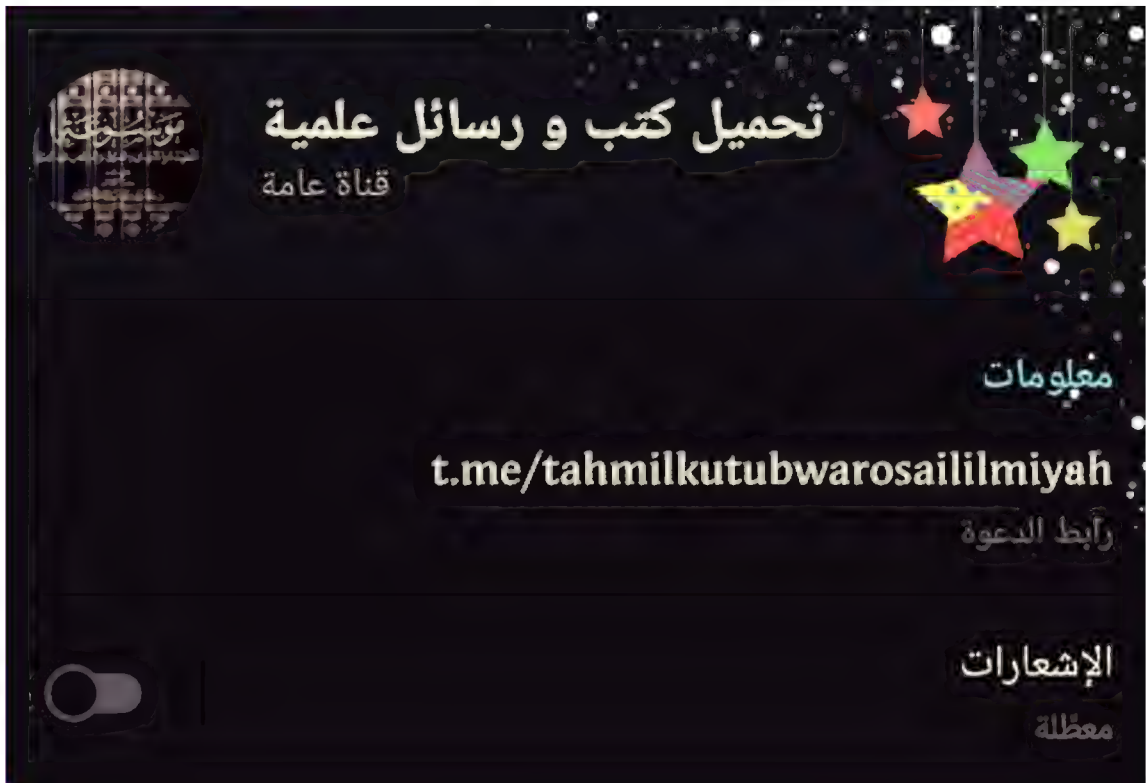 تحميل كتب و رسائل علمية
قناة عامة
معلومات
t.me/tahmilkutubwarosaililmiyah
رابط الدعوة
الإشعارات
معطلة